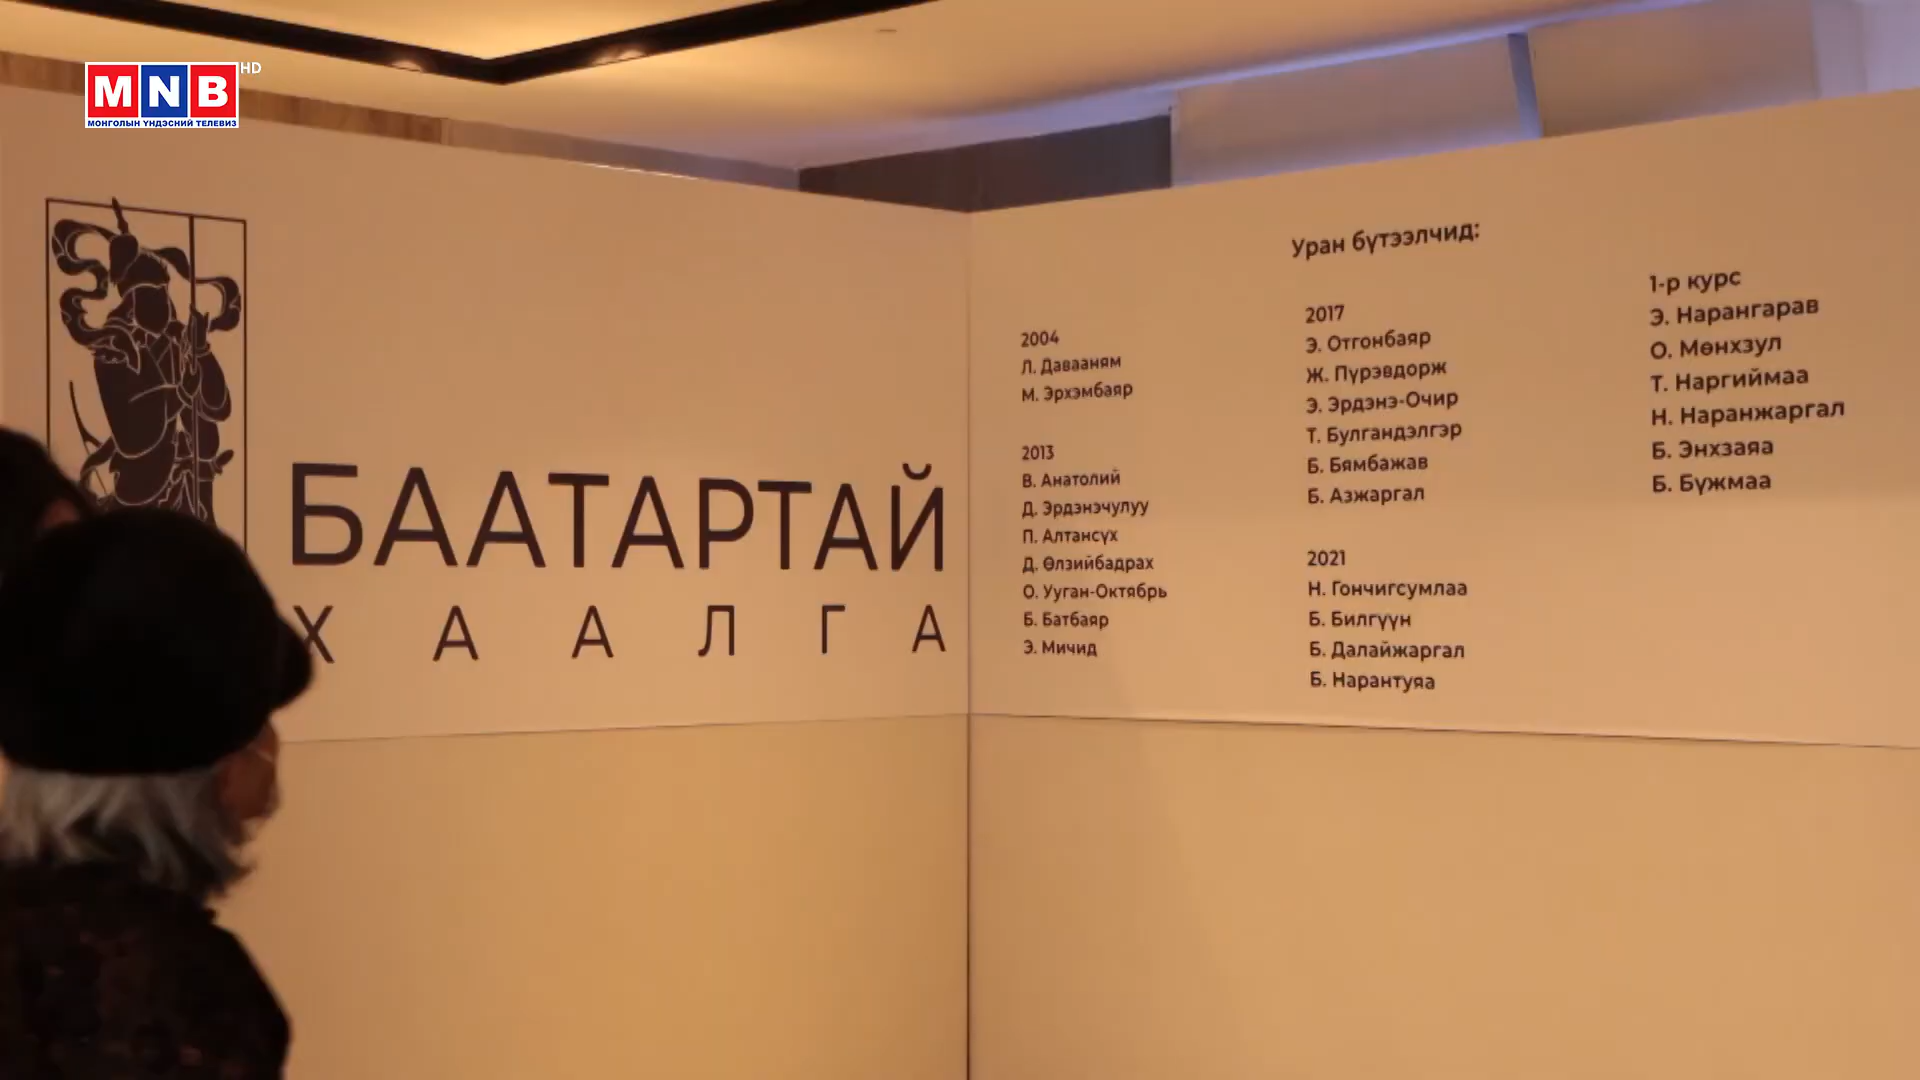 MNB HD
МОНГОЛЫН ҮНДЭСНИЙ ТЕЛЕВИЗ
БААТАРТАЙ
ХААЛГА
Уран бүтээлчид:
2004
Л. Давааням
М. Эрхэмбаяр
2013
В. Анатолий
Д. Эрдэнэчулуу
П. Алтансүх
Д. Өлзийбадрах
О. Ууган-Октябрь
Б. Батбаяр
Э. Мичид
2017
Э. Отгонбаяр
Ж. Пүрэвдорж
Э. Эрдэнэ-Очир
Т. Булгандэлгэр
Б. Бямбажав
Б. Азжаргал
2021
Н. Гончигсумлаа
Б. Билгүүн
Б. Далайжаргал
Б. Нарантуяа
1-р курс
Э. Нарангарав
О. Мөнхзул
Т. Наргиймаа
Н. Наранжаргал
Б. Энхзаяа
Б. Бүжмаа